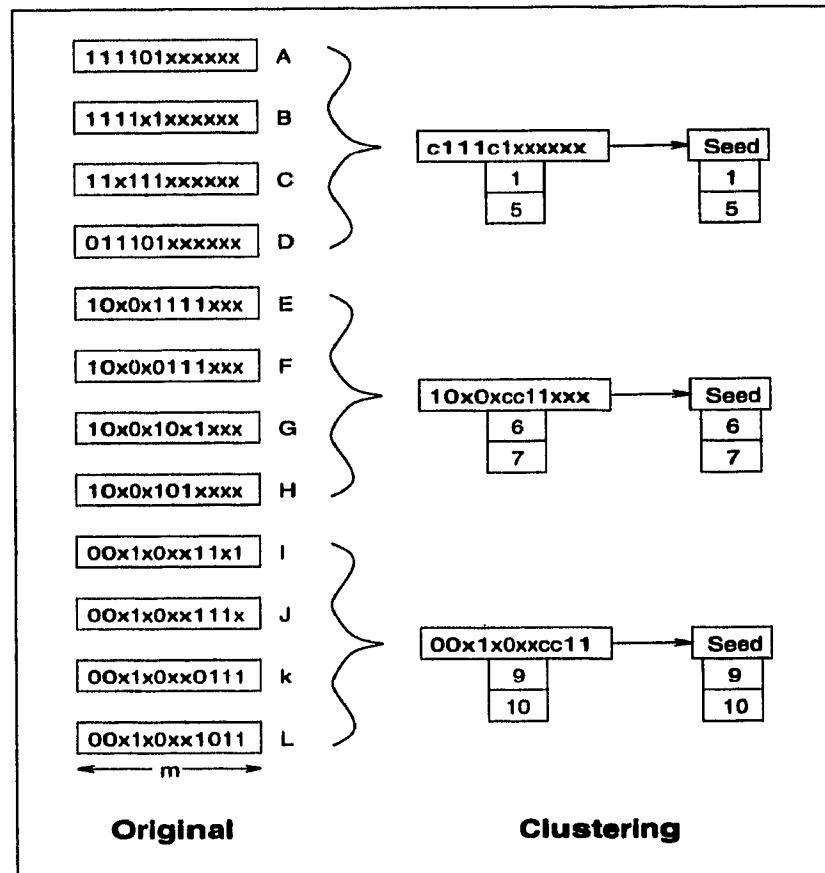 111101xxxxxx A
1111x1xxxxxx B
11x111xxxxxx C
011101xxxxxx D
10x0x1111xxx E
10x0x0111xxx F
10x0x10x1xxx G
10x0x101xxxx H
00x1x0xx11x1 I
00x1x0xx111x J
00x1x0xx0111 k
00x1x0xx1011 L
m
Original
c111c1xxxxxx Seed
1 1
5 5
10x0xcc11xxx Seed
6 6
7 7
00x1x0xxcc11 Seed
9 9
10 10
Clustering